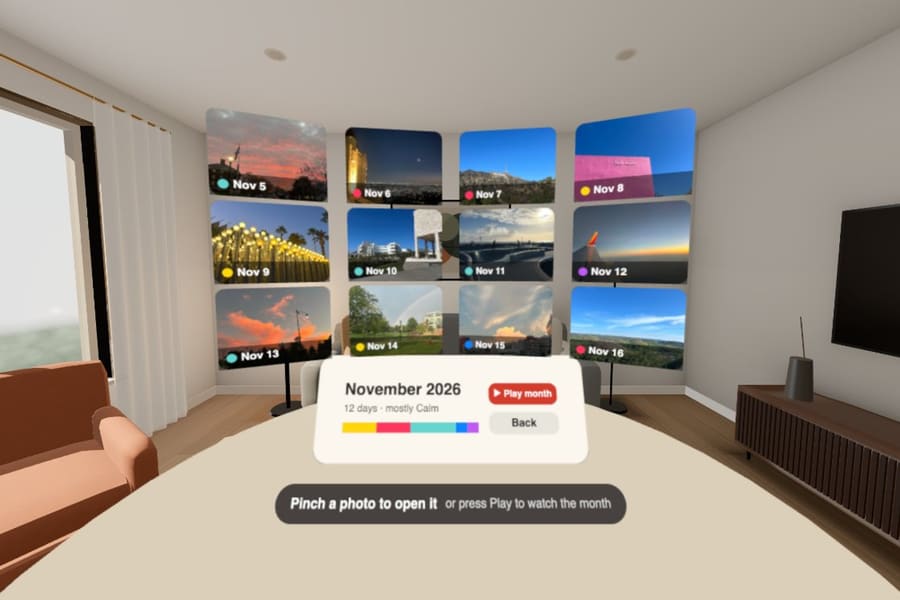 Nov 5
Nov 6
Nov 7
Nov 8
Nov 9
Nov 10
Nov 11
Nov 12
Nov 13
Nov 14
Nov 15
Nov 16
November 2026
Play month
12 days · mostly Calm
Back
Pinch a photo to open it or press Play to watch the month